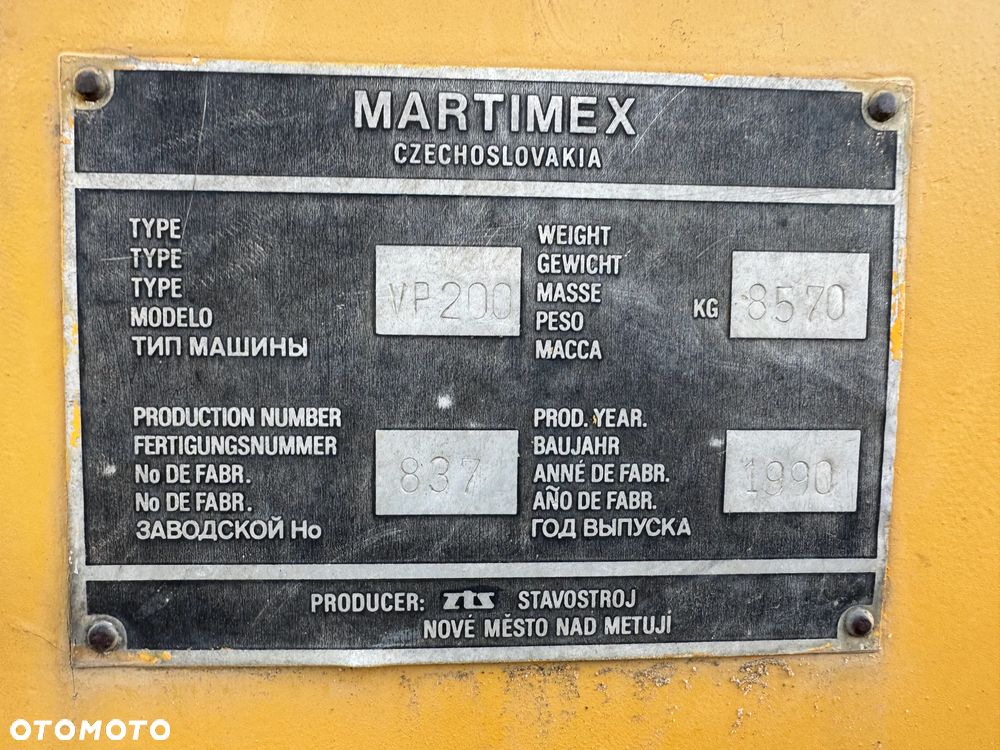 MARTIMEX
CZECHOSLOVAKIA
TYPE
TYPE
TYPE
MODELO
ТИП МАШИНЫ
VP200
WEIGHT
GEWICHT
MASSE
PESO
МАССА
KG 8570
PRODUCTION NUMBER
FERTIGUNGSNUMMER
No DE FABR.
No DE FABR.
ЗАВОДСКОЙ Но
837
PROD. YEAR.
BAUJAHR
ANNÉ DE FABR.
AÑO DE FABR.
ГОД ВЫПУСКА
1990
PRODUCER: zts STAVOSTROJ
NOVÉ MĚSTO NAD METUJÍ
OTOMOTO